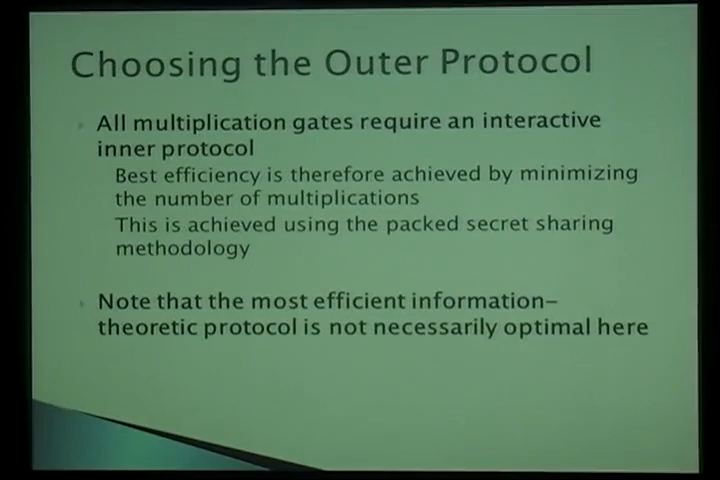 Choosing the Outer Protocol
All multiplication gates require an interactive
inner protocol
Best efficiency is therefore achieved by minimizing
the number of multiplications
This is achieved using the packed secret sharing
methodology
Note that the most efficient information-
theoretic protocol is not necessarily optimal here